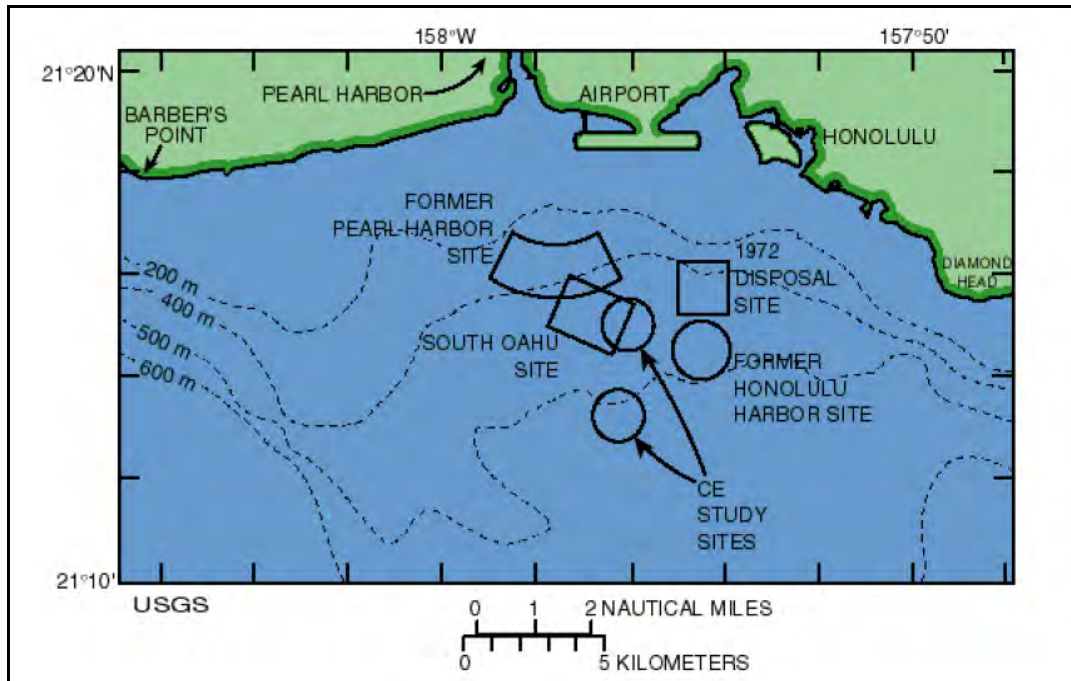 158°W
157°50'
21°20'N
PEARL HARBOR
AIRPORT
BARBER'S
POINT
HONOLULU
FORMER
PEARL HARBOR
SITE
1972
DISPOSAL
SITE
DIAMOND
HEAD
200 m
400 m
500 m
600 m
SOUTH OAHU
SITE
FORMER
HONOLULU
HARBOR SITE
CE
STUDY
SITES
21°10'
USGS
0 1 2 NAUTICAL MILES
0 5 KILOMETERS